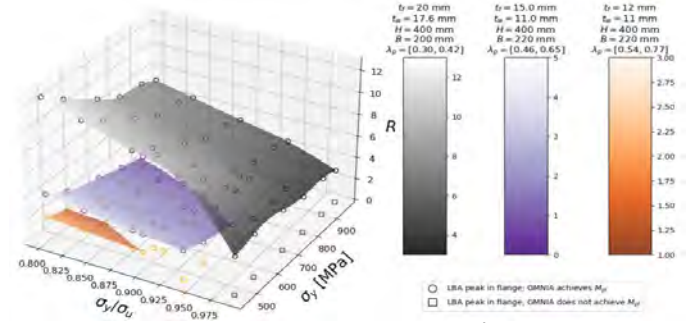 t_f = 20 mm
t_w = 17.6 mm
H = 400 mm
B = 200 mm
λ_p = [0.30, 0.42]
t_f = 15.0 mm
t_w = 11.0 mm
H = 400 mm
B = 220 mm
λ_p = [0.46, 0.65]
t_f = 12 mm
t_w = 11 mm
H = 400 mm
B = 220 mm
λ_p = [0.54, 0.77]
12
10
8
6
4
5
4
3
2
1
0
3.00
2.75
2.50
2.25
2.00
1.75
1.50
1.25
1.00
R
12
10
8
6
4
2
0
900
800
700
600
500
σ_y [MPa]
0.800
0.825
0.850
0.875
0.900
0.925
0.950
0.975
σ_y/σ_u
LBA peak in flange; GMNIA achieves M_pl
LBA peak in flange; GMNIA does not achieve M_pl